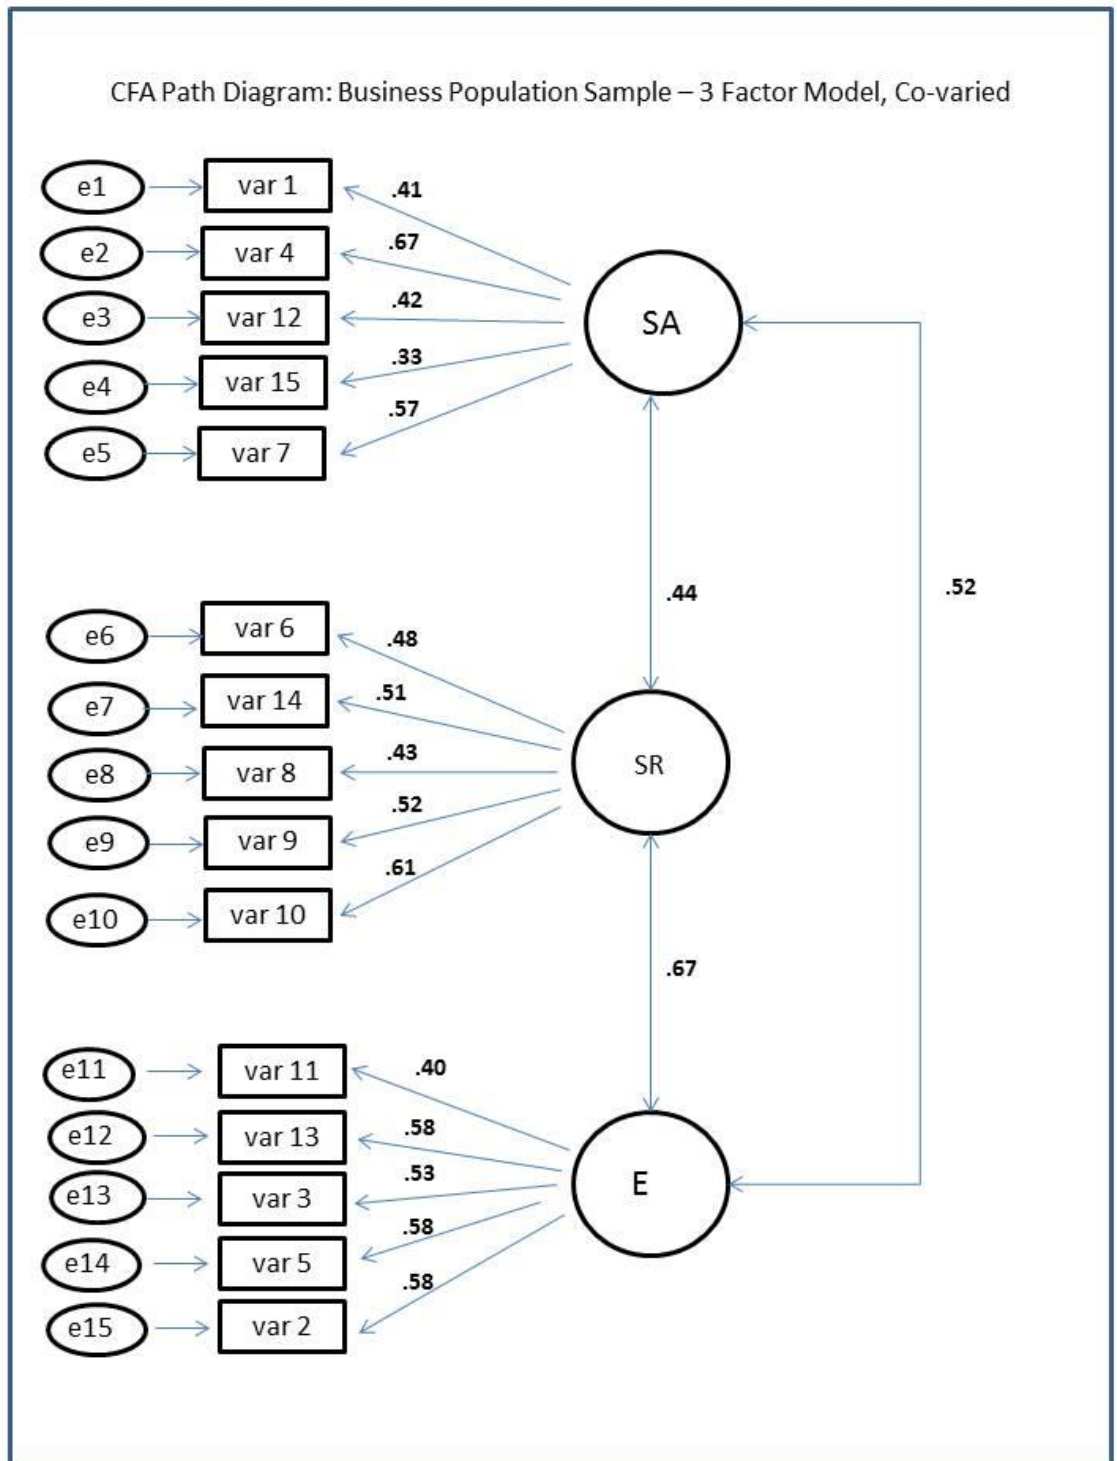 CFA Path Diagram: Business Population Sample – 3 Factor Model, Co-varied
e1 var 1 .41
e2 var 4 .67
e3 var 12 .42
SA
e4 var 15 .33
e5 var 7 .57
.44
.52
e6 var 6 .48
e7 var 14 .51
e8 var 8 .43
SR
e9 var 9 .52
e10 var 10 .61
.67
e11 var 11 .40
e12 var 13 .58
e13 var 3 .53
E
e14 var 5 .58
e15 var 2 .58